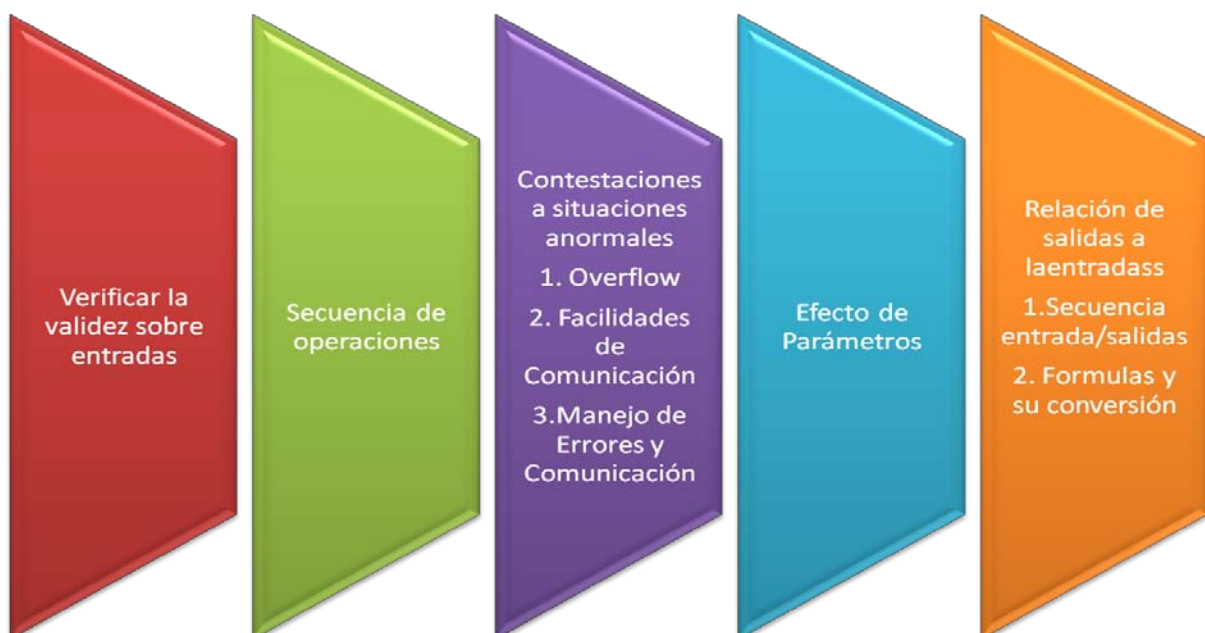 Verificar la
validez sobre
entradas
Secuencia de
operaciones
Contestaciones
a situaciones
anormales
1. Overflow
2. Facilidades
de
Comunicación
3.Manejo de
Errores y
Comunicación
Efecto de
Parámetros
Relación de
salidas a
laentradass
1.Secuencia
entrada/salidas
2. Formulas y
su conversión